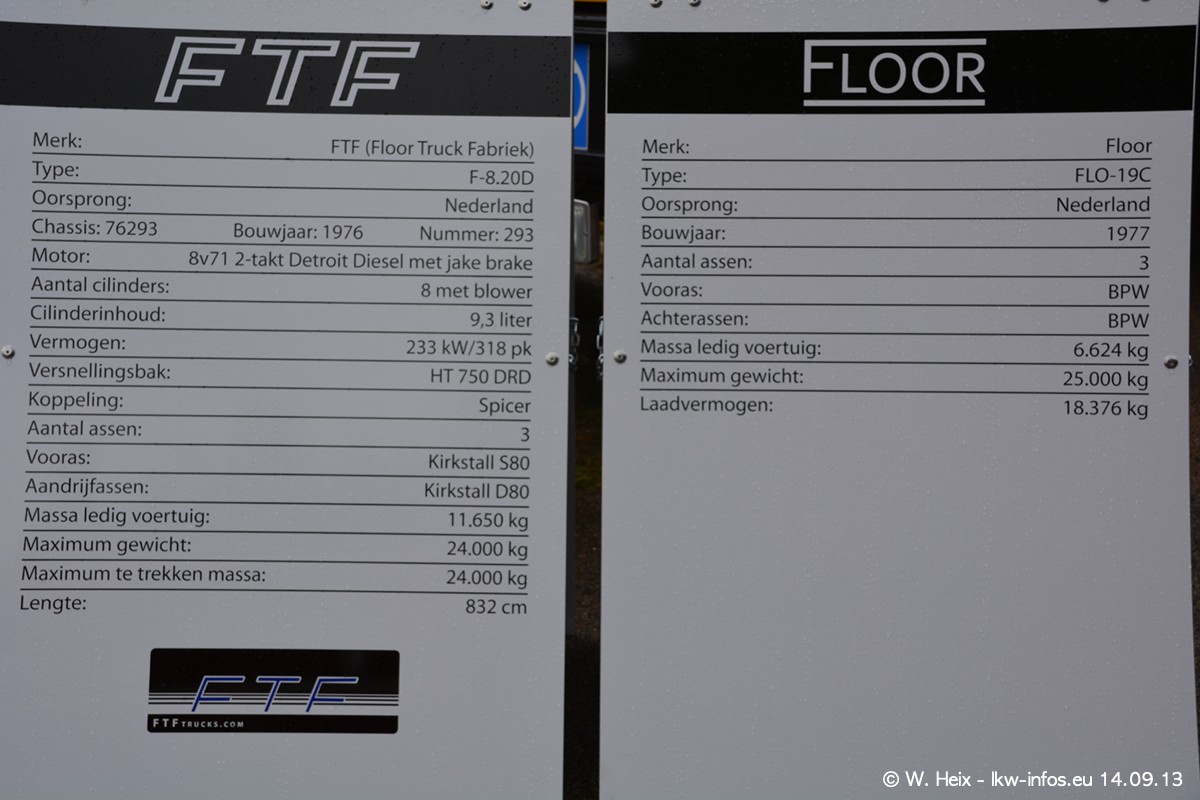 FTF
Merk: FTF (Floor Truck Fabriek)
Type: F-8.20D
Oorsprong: Nederland
Chassis: 76293 Bouwjaar: 1976 Nummer: 293
Motor: 8v71 2-takt Detroit Diesel met jake brake
Aantal cilinders: 8 met blower
Cilinderinhoud: 9,3 liter
Vermogen: 233 kW/318 pk
Versnellingsbak: HT 750 DRD
Koppeling: Spicer
Aantal assen: 3
Vooras: Kirkstall S80
Aandrijfassen: Kirkstall D80
Massa ledig voertuig: 11.650 kg
Maximum gewicht: 24.000 kg
Maximum te trekken massa: 24.000 kg
Lengte: 832 cm
FTF
FTFTRUCKS.COM
FLOOR
Merk: Floor
Type: FLO-19C
Oorsprong: Nederland
Bouwjaar: 1977
Aantal assen: 3
Vooras: BPW
Achterassen: BPW
Massa ledig voertuig: 6.624 kg
Maximum gewicht: 25.000 kg
Laadvermogen: 18.376 kg
© W. Heix - lkw-infos.eu 14.09.13